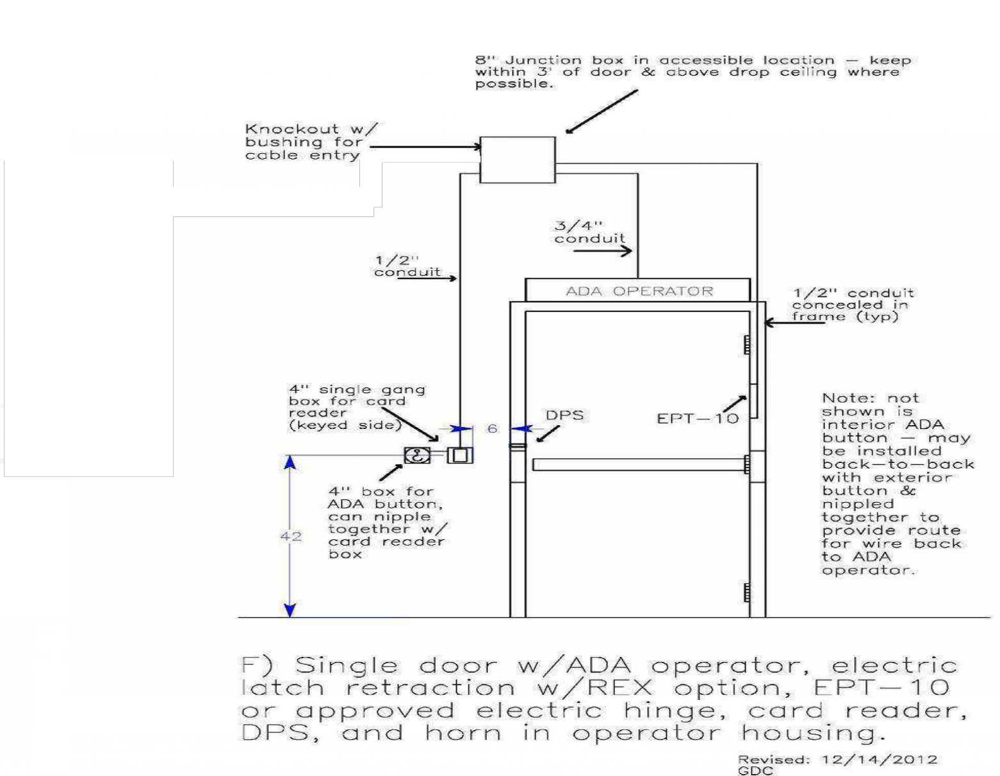 8" Junction box in accessible location – keep
within 3' of door & above drop ceiling where
possible.
Knockout w/
bushing for
cable entry
3/4"
conduit
1/2"
conduit
ADA OPERATOR
1/2" conduit
concealed in
frame (typ)
4" single gang
box for card
reader
(keyed side)
6
DPS
EPT–10
Note: not
shown is
interior ADA
button – may
be installed
back–to–back
with exterior
button &
nippled
together to
provide route
for wire back
to ADA
operator.
4" box for
ADA button,
can nipple
together w/
card reader
box
42
F) Single door w/ADA operator, electric
latch retraction w/REX option, EPT–10
or approved electric hinge, card reader,
DPS, and horn in operator housing.
Revised: 12/14/2012
GDC